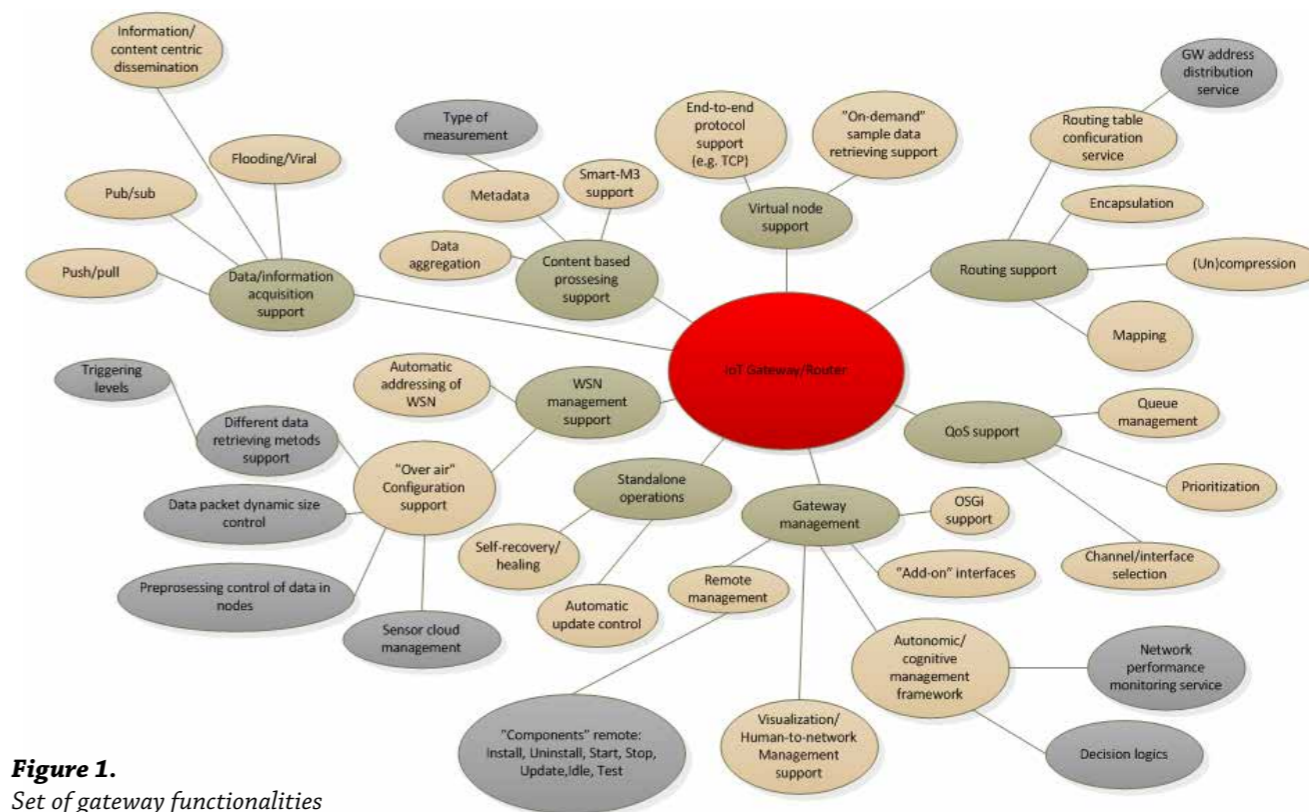 Information/
content centric
dissemination
Flooding/Viral
Pub/sub
Push/pull
Data/information
acquisition
support
Type of
measurement
Metadata
Smart-M3
support
Data
aggregation
Content based
prossesing
support
End-to-end
protocol
support
(e.g. TCP)
"On-demand"
sample data
retrieving support
Virtual node
support
GW address
distribution
service
Routing table
conficuration
service
Encapsulation
(Un)compression
Routing support
Mapping
IoT Gateway/Router
Automatic
addressing of
WSN
WSN
management
support
Triggering
levels
Different data
retrieving metods
support
"Over air"
Configuration
support
Data packet dynamic size
control
Preprosessing control of data in
nodes
Sensor cloud
management
Standalone
operations
Self-recovery/
healing
Automatic
update control
Gateway
management
OSGi
support
"Add-on" interfaces
Remote
management
QoS support
Queue
management
Prioritization
Channel/interface
selection
Autonomic/
cognitive
management
framework
Network
performance
monitoring service
Decision logics
Visualization/
Human-to-network
Management
support
"Components" remote:
Install, Uninstall, Start, Stop,
Update,Idle, Test
Figure 1.
Set of gateway functionalities